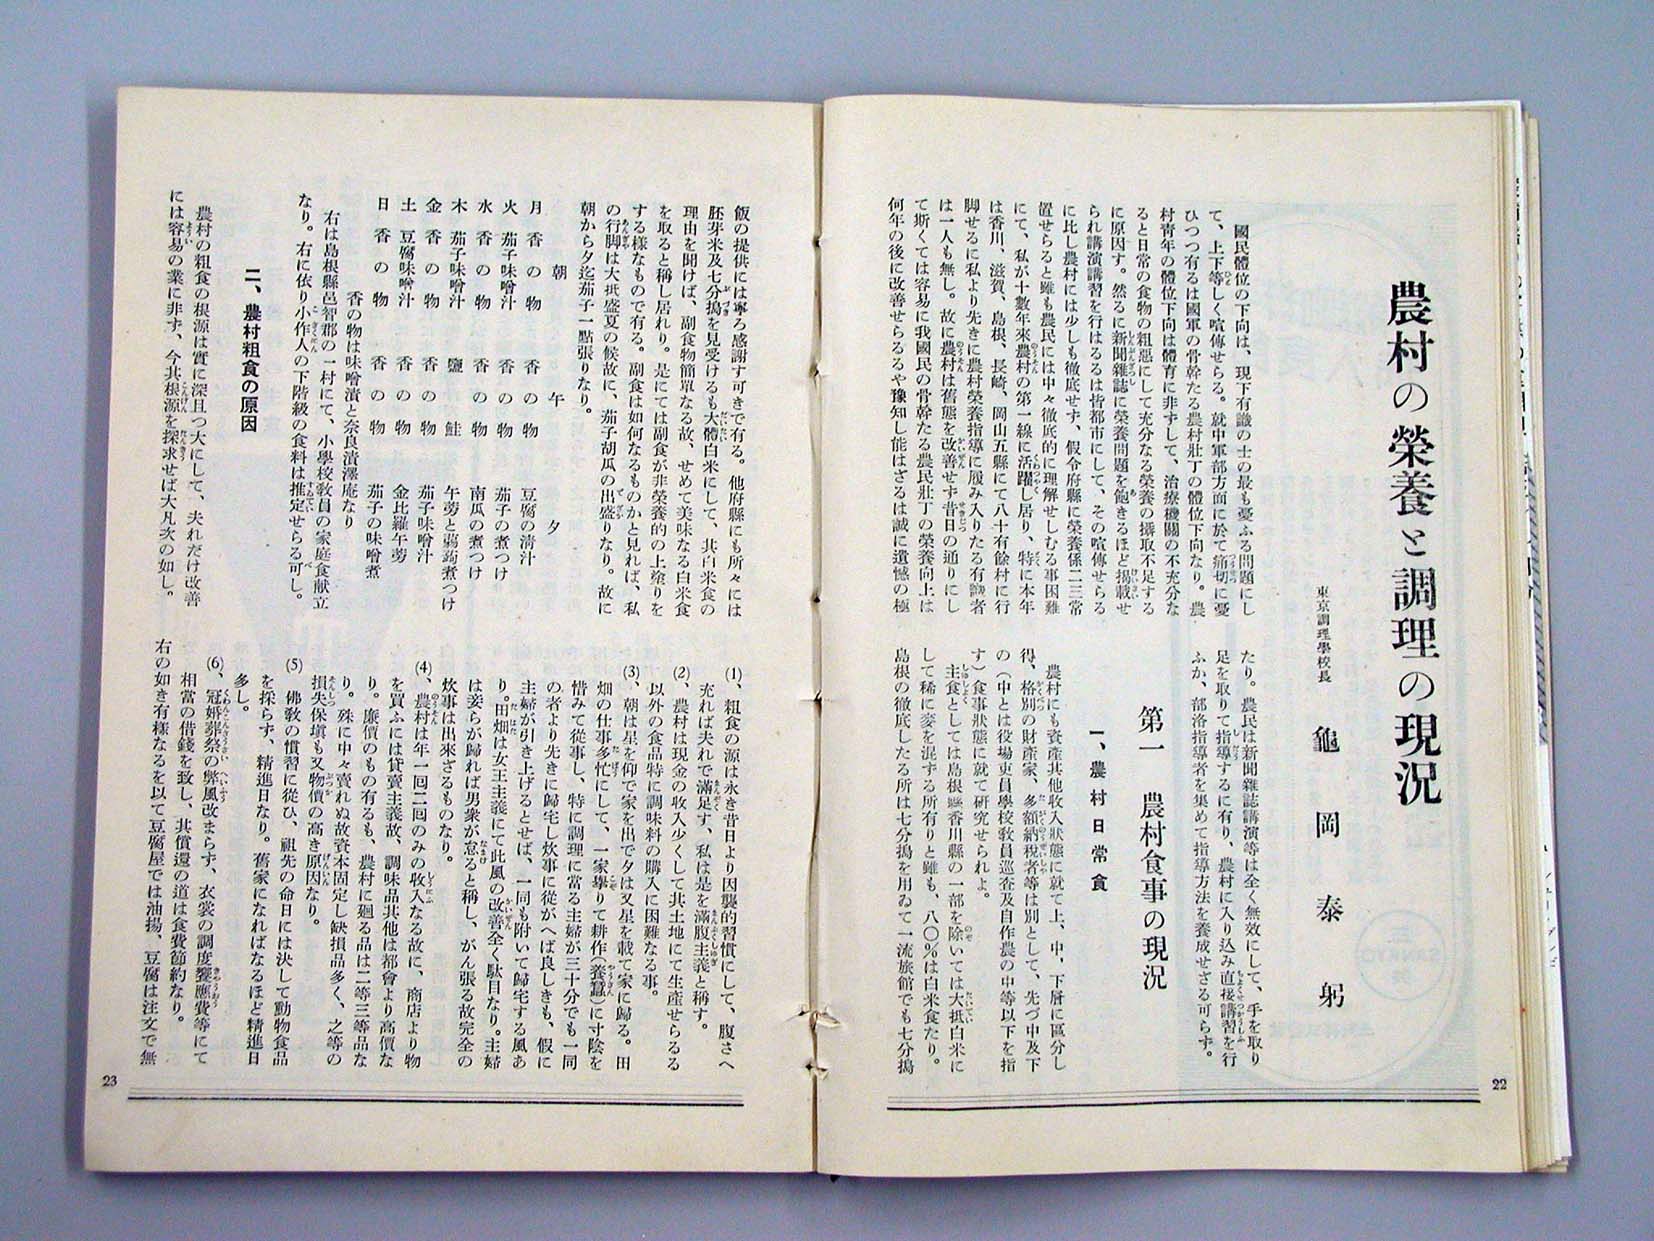 農村の榮養と調理の現況
東京調理學校長
龜岡泰躬
國民體位の下向は、現下有識の士の最も憂ふる問題にし
て、上下等しく喧傳せらる。就中軍部方面に於て痛切に憂
ひつつ有るは國軍の骨幹たる農村壯丁の體位下向なり。農
村靑年の體位下向は體育に非ずして、治療機關の不充分な
ると日常の食物の粗惡にして充分なる榮養の攝取不足する
に原因す。然るに新聞雜誌に榮養問題を飽きるほど揭載せ
られ講演講習を行はるるは皆都市にして、その喧傳せらる
に比し農村には少しも徹底せず、假令府縣に榮養係二三常
置せらると雖も農民には中々徹底的に理解せしむる事困難
にて、私が十數年來農村の第一線に活躍し居り、特に本年
は香川、滋賀、島根、長崎、岡山五縣にて八十有餘村に行
脚せるに私より先きに農村榮養指導に履み入りたる有識者
は一人も無し。故に農村は舊態を改善せず昔日の通りにし
て斯くては容易に我國民の骨幹たる農民壯丁の榮養向上は
何年の後に改善せらるるや豫知し能はざるは誠に遺憾の極
たり。農民は新聞雜誌講演等は全く無效にして、手を取り
足を取りて指導するに有り、農村に入り込み直接講習を行
ふか、部洛指導者を集めて指導方法を養成せざる可らず。
第一 農村食事の現況
一、農村日常食
農村にも資產其他收入狀態に就て上、中、下層に區分し
得、格別の財產家、多額納稅者等は別として、先づ中及下
の(中とは役場吏員學校敎員巡査及自作農の中等以下を指
す)食事狀態に就て硏究せられよ。
主食としては島根縣香川縣の一部を除いては大抵白米に
して稀に麥を混ずる所有りと雖も、八〇%は白米食たり。
島根の徹底したる所は七分搗を用ゐて一流旅館でも七分搗
22
飯の提供には寧ろ感謝す可きで有る。他府縣にも所々には
胚芽米及七分搗を見受けるも大體白米にして、其白米食の
理由を聞けば、副食物簡單なる故、せめて美味なる白米食
を取ると稱し居れり。是にては副食が非榮養的の上塗りを
する樣なもので有る。副食は如何なるものかと見れば、私
の行脚は大抵盛夏の候故に、茄子胡瓜の出盛りなり。故に
朝から夕迄茄子一點張りなり。
朝 午 夕
月 香の物 香の物 豆腐の淸汁
火 茄子味噌汁 香の物 茄子の煮つけ
水 香の物 香の物 南瓜の煮つけ
木 茄子味噌汁 鹽鮭 午蒡と蒟蒻煮つけ
金 香の物 香の物 茄子味噌汁
土 豆腐味噌汁 香の物 金比羅午蒡
日 香の物 香の物 茄子の味噌煮
香の物は味噌漬と奈良漬澤庵なり
右は島根縣邑智郡の一村にて、小學校敎員の家庭食献立
なり。右に依り小作人の下階級の食料は推定せらる可し。
二、農村粗食の原因
農村の粗食の根源は實に深且つ大にして、夫れだけ改善
には容易の業に非ず、今其根源を探求せば大凡次の如し。
(1)、粗食の源は永き昔日より因襲的習慣にして、腹さへ
充れば夫れで滿足す、私は是を滿腹主義と稱す。
(2)、農村は現金の收入少くして其土地にて生產せらるる
以外の食品特に調味料の購入に困難なる事。
(3)、朝は星を仰で家を出で夕は又星を載て家に歸る。田
畑の仕事多忙にして、一家擧りて耕作(養蠶)に寸陰を
惜みて從事し、特に調理に當る主婦が三十分でも一同
の者より先きに歸宅し炊事に從がへば良しきも、假に
主婦が引き上げるとせば、一同も附いて歸宅する風あ
り。田畑は女王主義にて此風の改善全く駄目なり。主婦
は妾らが歸れば男衆が怠ると稱し、がん張る故完全の
炊事は出來ざるものなり。
(4)、農村は年一回二回のみの收入なる故に、商店より物
を買ふには貸賣主義故、調味品其他は都會より高價な
り。廉價のもの有るも、農村に廻る品は二等三等品な
り。殊に中々賣れぬ故資本固定し缺損品多く、之等の
損失保塡も又物價の高き原因なり。
(5) 佛敎の慣習に從ひ、祖先の命日には決して動物食品
を採らず、精進日なり。舊家になればなるほど精進日
多し。
(6)、冠婚葬祭の弊風改まらず、衣裳の調度饗應費等にて
相當の借錢を致し、其償還の道は食費節約なり。
右の如き有樣なるを以て豆腐屋では油揚、豆腐は注文で無
23